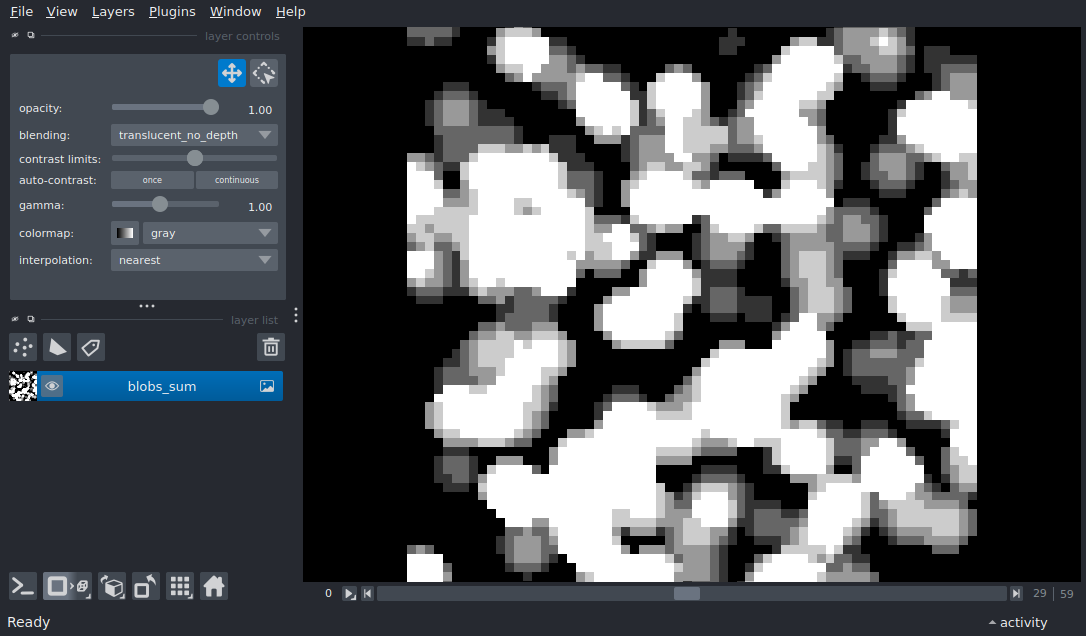 File View Layers Plugins Window Help
layer controls
opacity: 1.00
blending: translucent_no_depth
contrast limits:
auto-contrast: once continuous
gamma: 1.00
colormap: gray
interpolation: nearest
layer list
blobs_sum
0 29 59
Ready activity